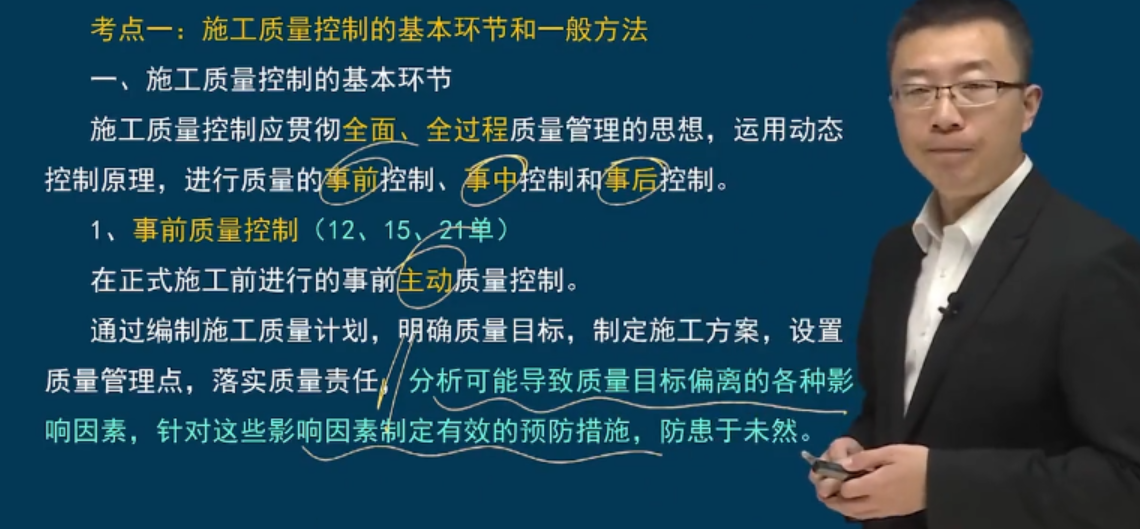 考点一：施工质量控制的基本环节和一般方法
一、施工质量控制的基本环节
施工质量控制应贯彻全面、全过程质量管理的思想，运用动态
控制原理，进行质量的事前控制、事中控制和事后控制。
1、事前质量控制（12、15、21单）
在正式施工前进行的事前主动质量控制。
通过编制施工质量计划，明确质量目标，制定施工方案，设置
质量管理点，落实质量责任，分析可能导致质量目标偏离的各种影
响因素，针对这些影响因素制定有效的预防措施，防患于未然。